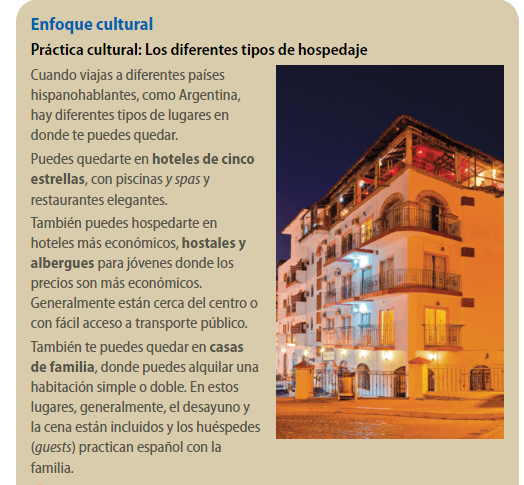 Enfoque cultural
Práctica cultural: Los diferentes tipos de hospedaje
Cuando viajas a diferentes países
hispanohablantes, como Argentina,
hay diferentes tipos de lugares en
donde te puedes quedar.
Puedes quedarte en hoteles de cinco
estrellas, con piscinas y spas y
restaurantes elegantes.
También puedes hospedarte en
hoteles más económicos, hostales y
albergues para jóvenes donde los
precios son más económicos.
Generalmente están cerca del centro o
con fácil acceso a transporte público.
También te puedes quedar en casas
de familia, donde puedes alquilar una
habitación simple o doble. En estos
lugares, generalmente, el desayuno y
la cena están incluidos y los huéspedes
(guests) practican español con la
familia.